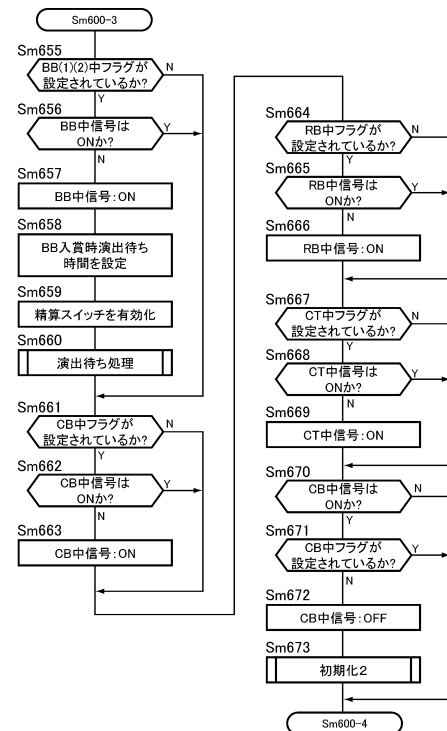 Sm600-3
Sm655
BB(1)(2)中フラグが
設定されているか?
N
Y
Sm656
BB中信号は
ONか?
Y
N
Sm657
BB中信号:ON
Sm658
BB入賞時演出待ち
時間を設定
Sm659
精算スイッチを有効化
Sm660
演出待ち処理
Sm661
CB中フラグが
設定されているか?
N
Y
Sm662
CB中信号は
ONか?
Y
N
Sm663
CB中信号:ON
Sm664
RB中フラグが
設定されているか?
N
Y
Sm665
RB中信号は
ONか?
Y
N
Sm666
RB中信号:ON
Sm667
CT中フラグが
設定されているか?
N
Y
Sm668
CT中信号は
ONか?
Y
N
Sm669
CT中信号:ON
Sm670
CB中信号は
ONか?
N
Y
Sm671
CB中フラグが
設定されているか?
Y
N
Sm672
CB中信号:OFF
Sm673
初期化2
Sm600-4